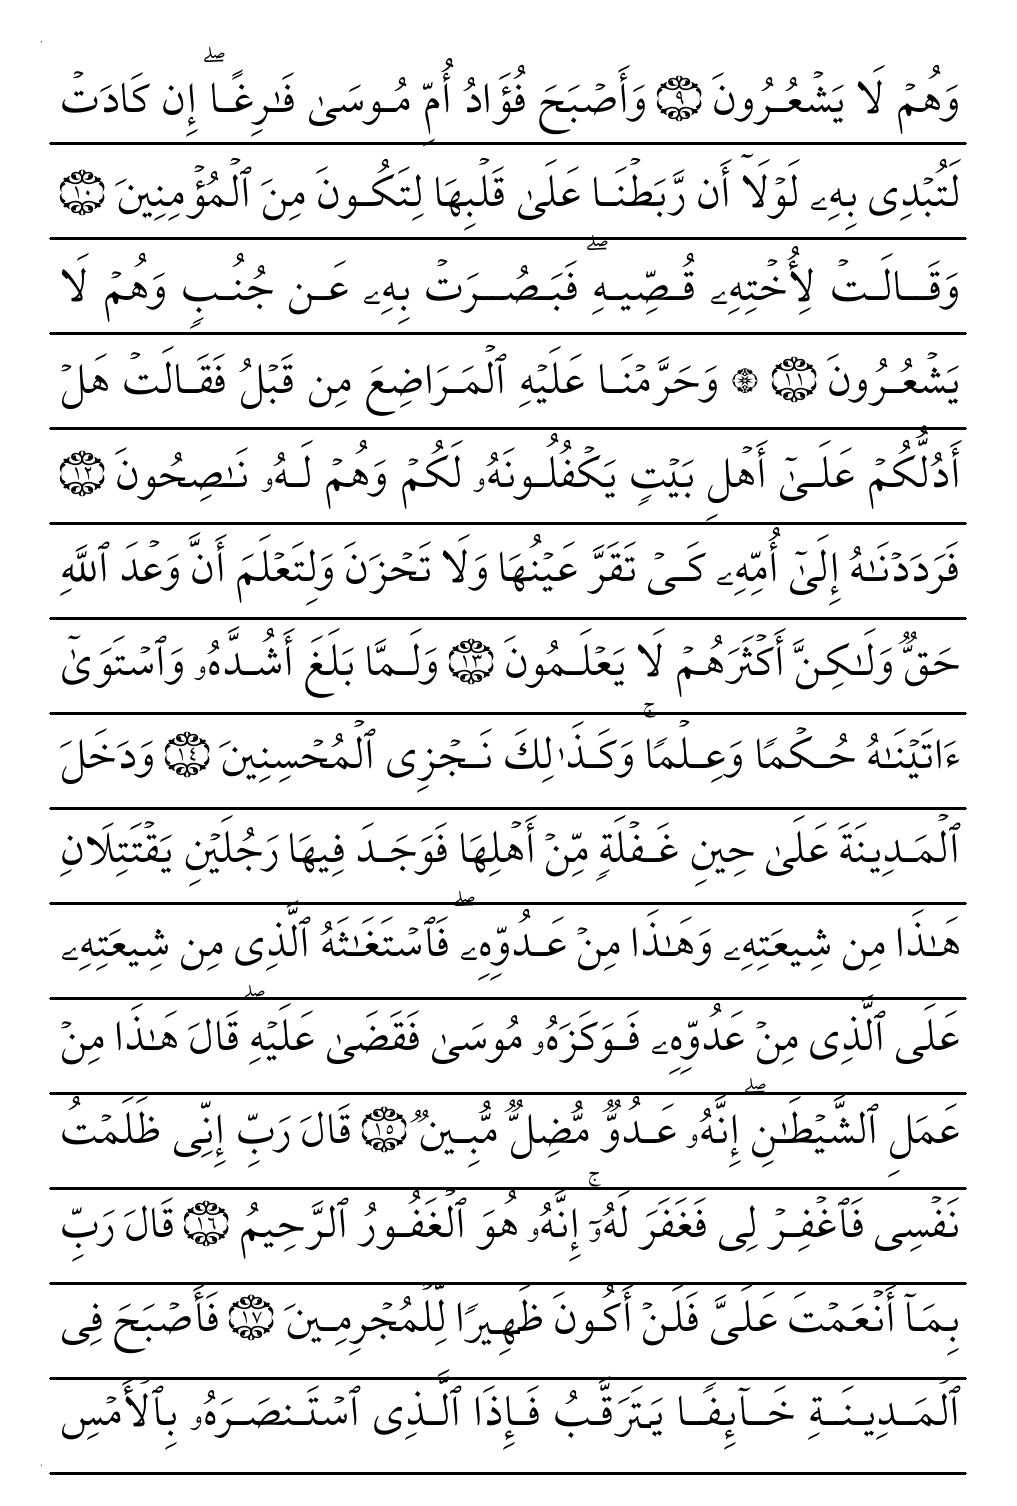 وَهُمۡ لَا يَشۡعُرُونَ ٩ وَأَصۡبَحَ فُؤَادُ أُمِّ مُوسَىٰ فَٰرِغًاۖ إِن كَادَتۡ
لَتُبۡدِي بِهِۦ لَوۡلَآ أَن رَّبَطۡنَا عَلَىٰ قَلۡبِهَا لِتَكُونَ مِنَ ٱلۡمُؤۡمِنِينَ ١٠
وَقَالَتۡ لِأُخۡتِهِۦ قُصِّيهِۖ فَبَصُرَتۡ بِهِۦ عَن جُنُبٖ وَهُمۡ لَا
يَشۡعُرُونَ ١١ ۞ وَحَرَّمۡنَا عَلَيۡهِ ٱلۡمَرَاضِعَ مِن قَبۡلُ فَقَالَتۡ هَلۡ
أَدُلُّكُمۡ عَلَىٰٓ أَهۡلِ بَيۡتٖ يَكۡفُلُونَهُۥ لَكُمۡ وَهُمۡ لَهُۥ نَٰصِحُونَ ١٢
فَرَدَدۡنَٰهُ إِلَىٰٓ أُمِّهِۦ كَيۡ تَقَرَّ عَيۡنُهَا وَلَا تَحۡزَنَ وَلِتَعۡلَمَ أَنَّ وَعۡدَ ٱللَّهِ
حَقّٞ وَلَٰكِنَّ أَكۡثَرَهُمۡ لَا يَعۡلَمُونَ ١٣ وَلَمَّا بَلَغَ أَشُدَّهُۥ وَٱسۡتَوَىٰٓ
ءَاتَيۡنَٰهُ حُكۡمٗا وَعِلۡمٗاۚ وَكَذَٰلِكَ نَجۡزِي ٱلۡمُحۡسِنِينَ ١٤ وَدَخَلَ
ٱلۡمَدِينَةَ عَلَىٰ حِينِ غَفۡلَةٖ مِّنۡ أَهۡلِهَا فَوَجَدَ فِيهَا رَجُلَيۡنِ يَقۡتَتِلَانِ
هَٰذَا مِن شِيعَتِهِۦ وَهَٰذَا مِنۡ عَدُوِّهِۦۖ فَٱسۡتَغَٰثَهُ ٱلَّذِي مِن شِيعَتِهِۦ
عَلَى ٱلَّذِي مِنۡ عَدُوِّهِۦ فَوَكَزَهُۥ مُوسَىٰ فَقَضَىٰ عَلَيۡهِۖ قَالَ هَٰذَا مِنۡ
عَمَلِ ٱلشَّيۡطَٰنِۖ إِنَّهُۥ عَدُوّٞ مُّضِلّٞ مُّبِينٞ ١٥ قَالَ رَبِّ إِنِّي ظَلَمۡتُ
نَفۡسِي فَٱغۡفِرۡ لِي فَغَفَرَ لَهُۥٓۚ إِنَّهُۥ هُوَ ٱلۡغَفُورُ ٱلرَّحِيمُ ١٦ قَالَ رَبِّ
بِمَآ أَنۡعَمۡتَ عَلَيَّ فَلَنۡ أَكُونَ ظَهِيرٗا لِّلۡمُجۡرِمِينَ ١٧ فَأَصۡبَحَ فِي
ٱلۡمَدِينَةِ خَآئِفٗا يَتَرَقَّبُ فَإِذَا ٱلَّذِي ٱسۡتَنصَرَهُۥ بِٱلۡأَمۡسِ